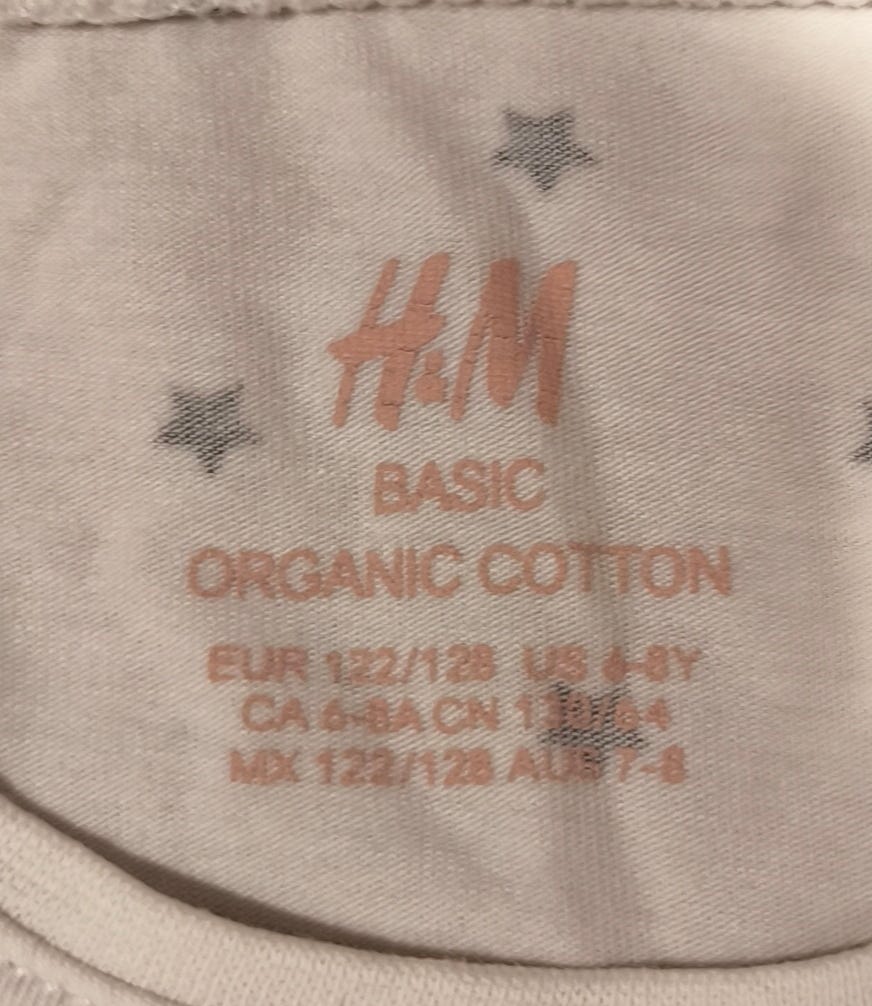 H&M
BASIC
ORGANIC COTTON
EUR 122/128 US 6-8Y
CA 6-8A CN 130/64
MX 122/128 AUS 7-8